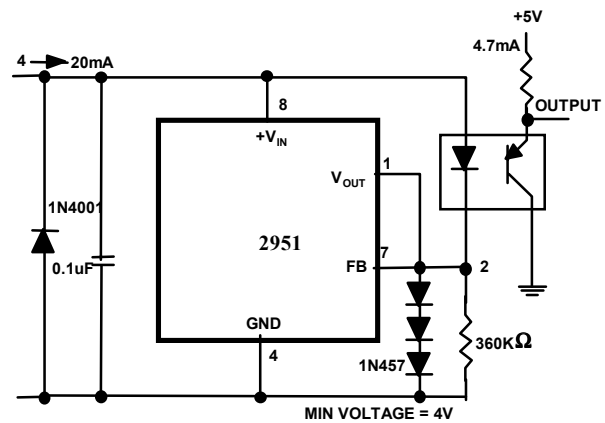 +5V
4 20mA
4.7mA
OUTPUT
8
+VIN
1
VOUT
1N4001
2951
0.1uF
7
FB
2
GND
360KΩ
4
1N457
MIN VOLTAGE = 4V